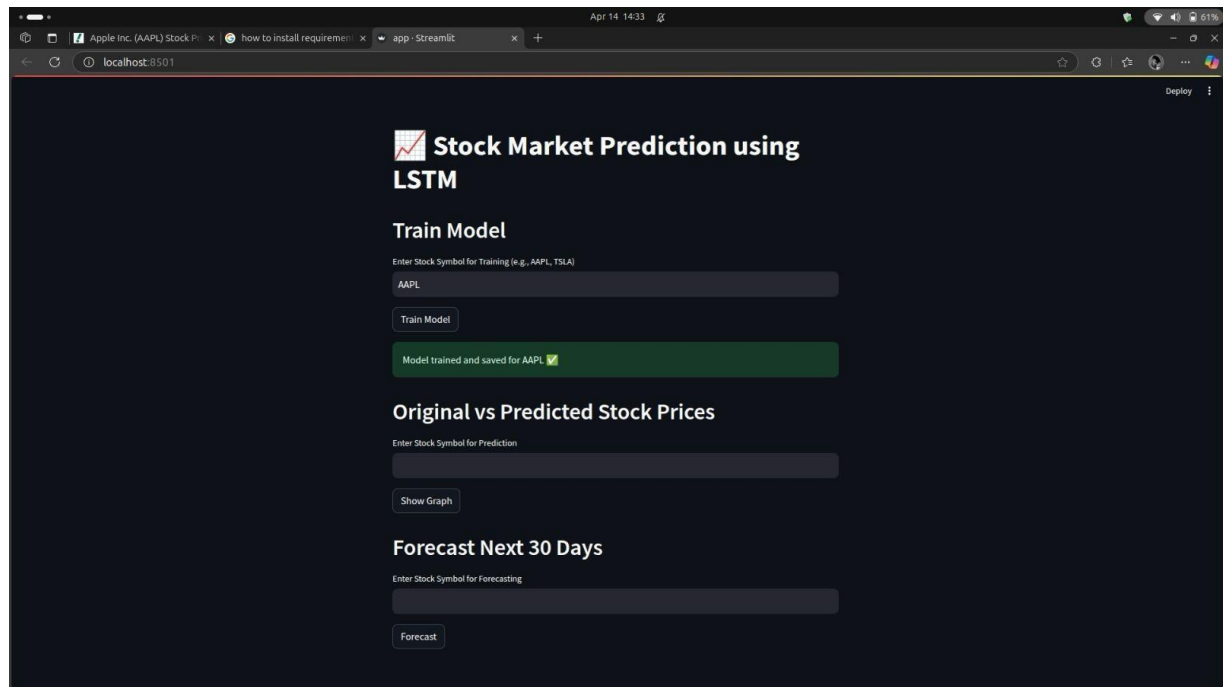 Apr 14 14:33
61%
Apple Inc. (AAPL) Stock Pr
how to install requirement
app · Streamlit
localhost:8501
Deploy
📈 Stock Market Prediction using
LSTM
Train Model
Enter Stock Symbol for Training (e.g., AAPL, TSLA)
AAPL
Train Model
Model trained and saved for AAPL ✅
Original vs Predicted Stock Prices
Enter Stock Symbol for Prediction
Show Graph
Forecast Next 30 Days
Enter Stock Symbol for Forecasting
Forecast